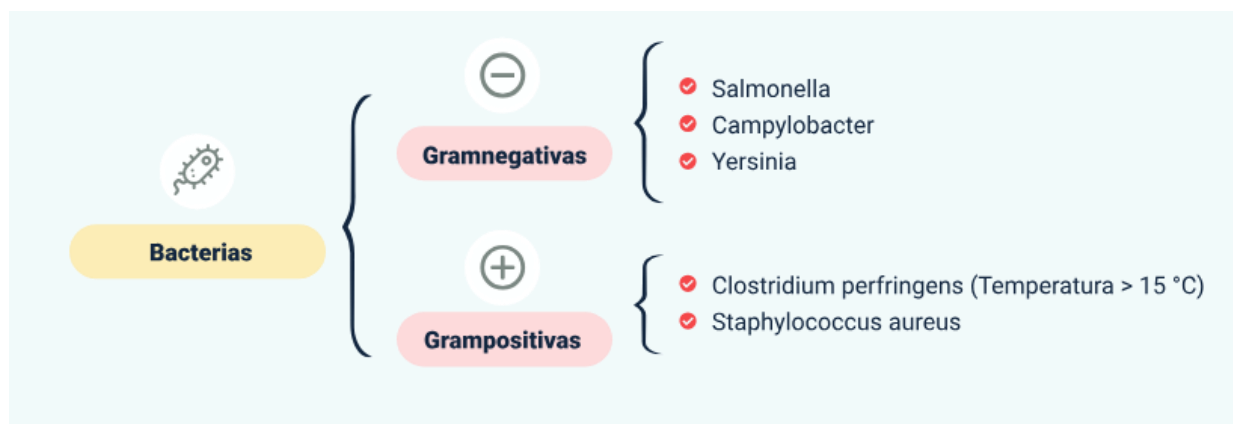 Bacterias
Gramnegativas
Salmonella
Campylobacter
Yersinia
Grampositivas
Clostridium perfringens (Temperatura > 15 °C)
Staphylococcus aureus